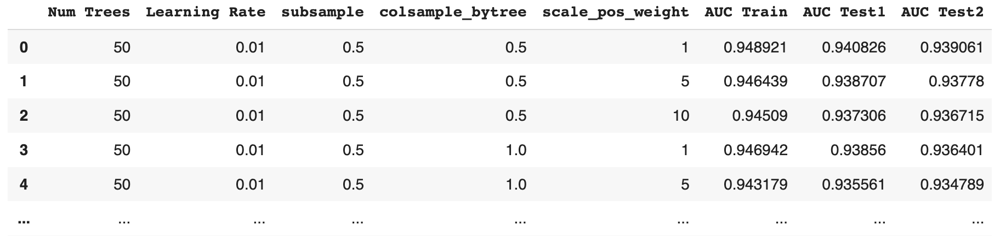 Num Trees Learning Rate subsample colsample_bytree scale_pos_weight AUC Train AUC Test1 AUC Test2
0 50 0.01 0.5 0.5 1 0.948921 0.940826 0.939061
1 50 0.01 0.5 0.5 5 0.946439 0.938707 0.93778
2 50 0.01 0.5 0.5 10 0.94509 0.937306 0.936715
3 50 0.01 0.5 1.0 1 0.946942 0.93856 0.936401
4 50 0.01 0.5 1.0 5 0.943179 0.935561 0.934789
... ... ... ... ... ... ... ... ...